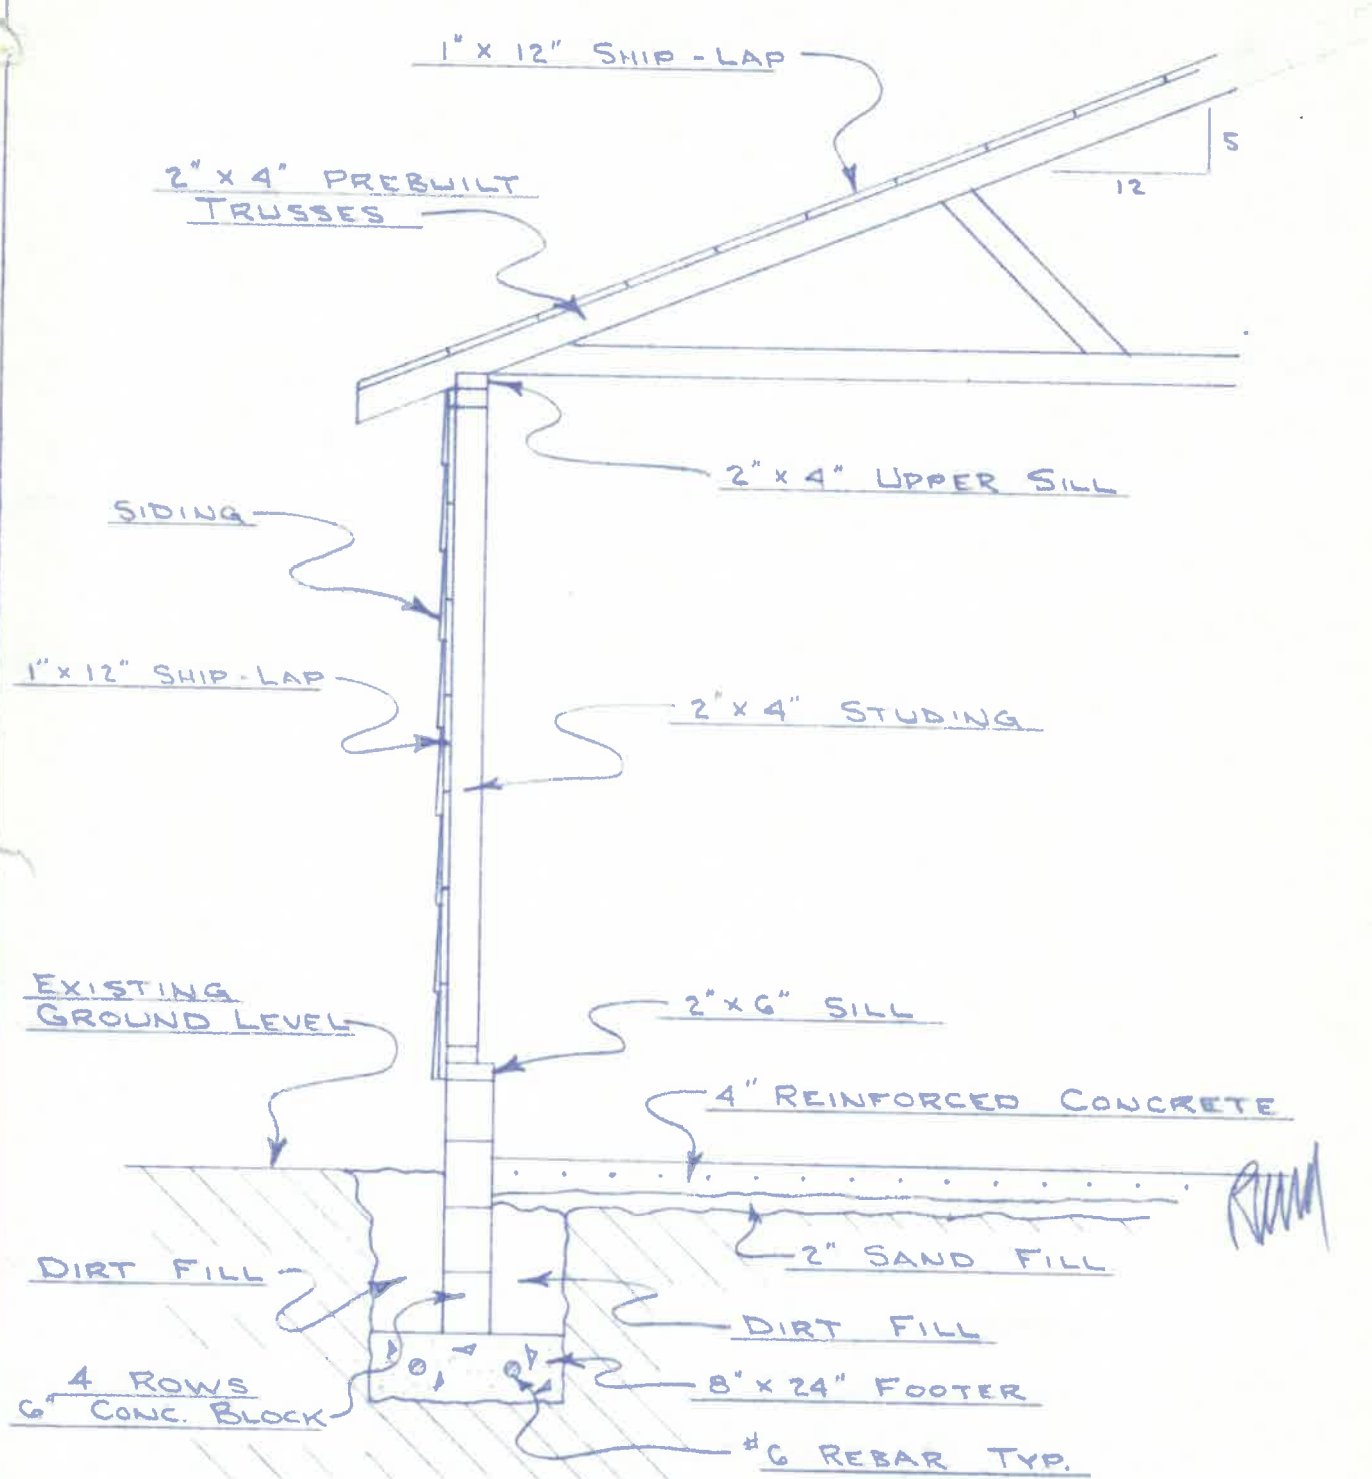 1" x 12" SHIP-LAP
5
12
2" x 4" PREBUILT
TRUSSES
2" x 4" UPPER SILL
SIDING
1" x 12" SHIP-LAP
2" x 4" STUDING
EXISTING
GROUND LEVEL
2" x 6" SILL
4" REINFORCED CONCRETE
2" SAND FILL
DIRT FILL
DIRT FILL
4 ROWS
6" CONC. BLOCK
8" x 24" FOOTER
#6 REBAR TYP.